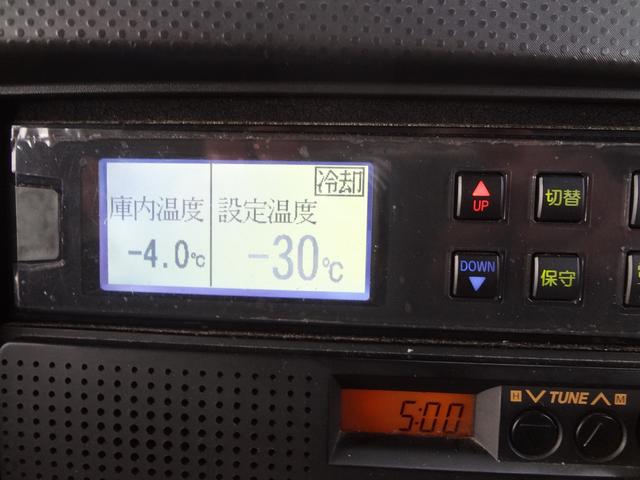 冷却
庫内温度 設定温度
-4.0℃ -30℃
UP
切替
DOWN
保守
5:00
H TUNE M